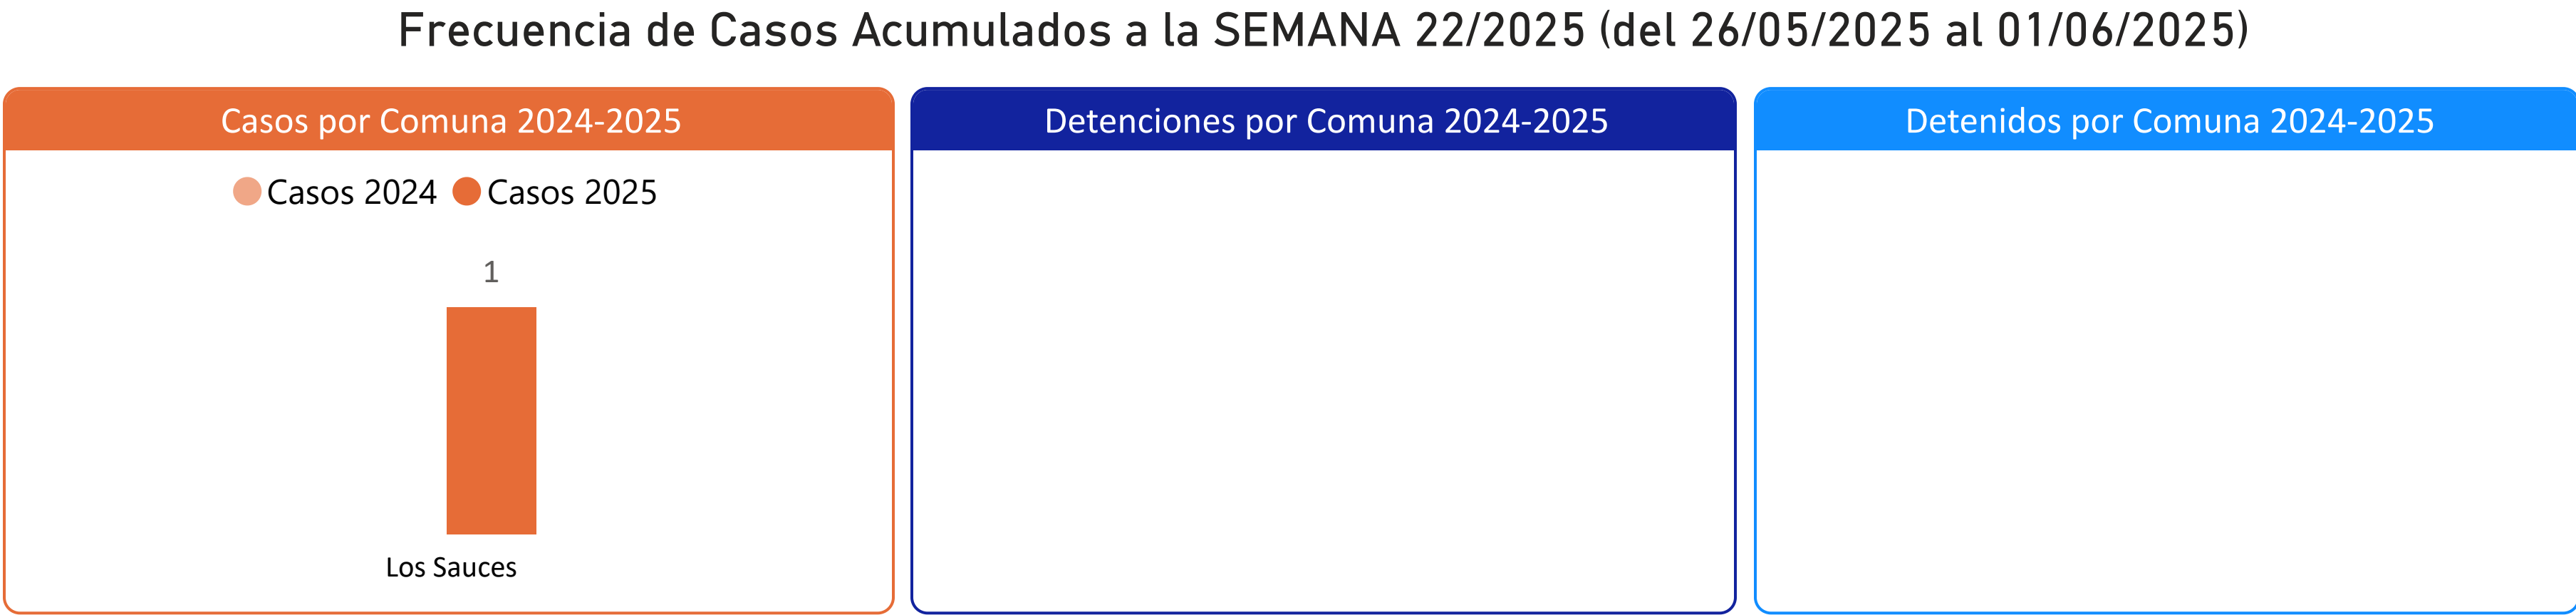 Frecuencia de Casos Acumulados a la SEMANA 22/2025 (del 26/05/2025 al 01/06/2025)
Casos por Comuna 2024-2025
Casos 2024 Casos 2025
1
Los Sauces
Detenciones por Comuna 2024-2025
Detenidos por Comuna 2024-2025